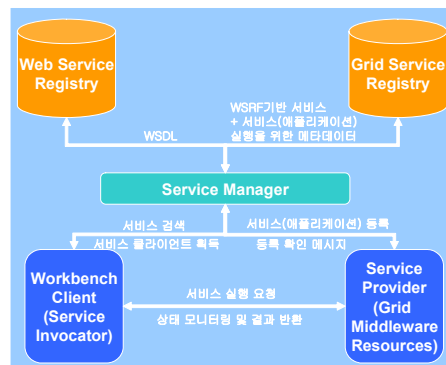 Web Service
Registry
Grid Service
Registry
WSRF기반 서비스
+ 서비스(애플리케이션)
실행을 위한 메타데이터
WSDL
Service Manager
서비스 검색
서비스 클라이언트 획득
서비스(애플리케이션) 등록
등록 확인 메시지
Workbench
Client
(Service
Invocator)
서비스 실행 요청
상태 모니터링 및 결과 반환
Service
Provider
(Grid
Middleware
Resources)